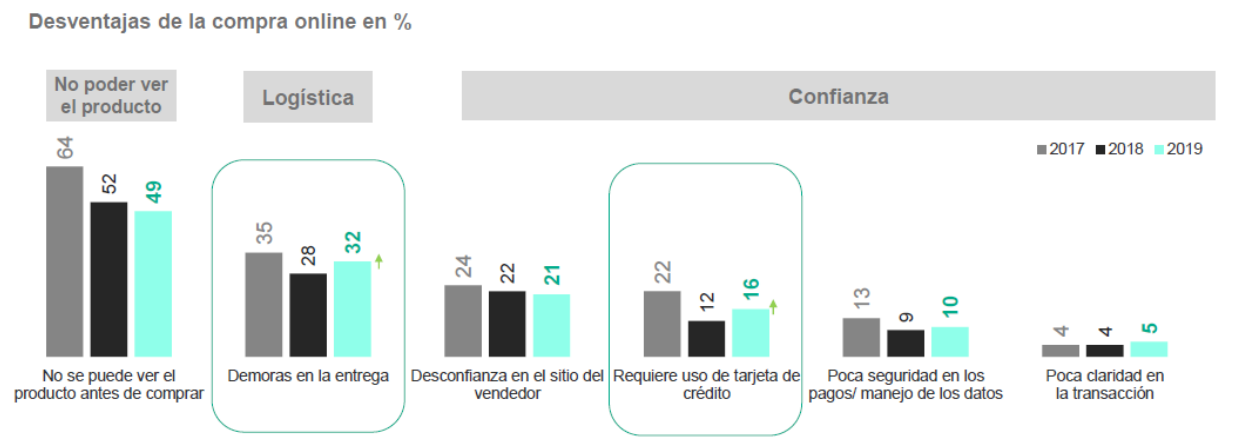 Desventajas de la compra online en %
No poder ver
el producto
Logística
Confianza
2017 2018 2019
64
52
49
35
28
32
24
22
21
22
12
16
13
9
10
4
4
5
No se puede ver el
producto antes de comprar
Demoras en la entrega
Desconfianza en el sitio del
vendedor
Requiere uso de tarjeta de
crédito
Poca seguridad en los
pagos/ manejo de los datos
Poca claridad en
la transacción